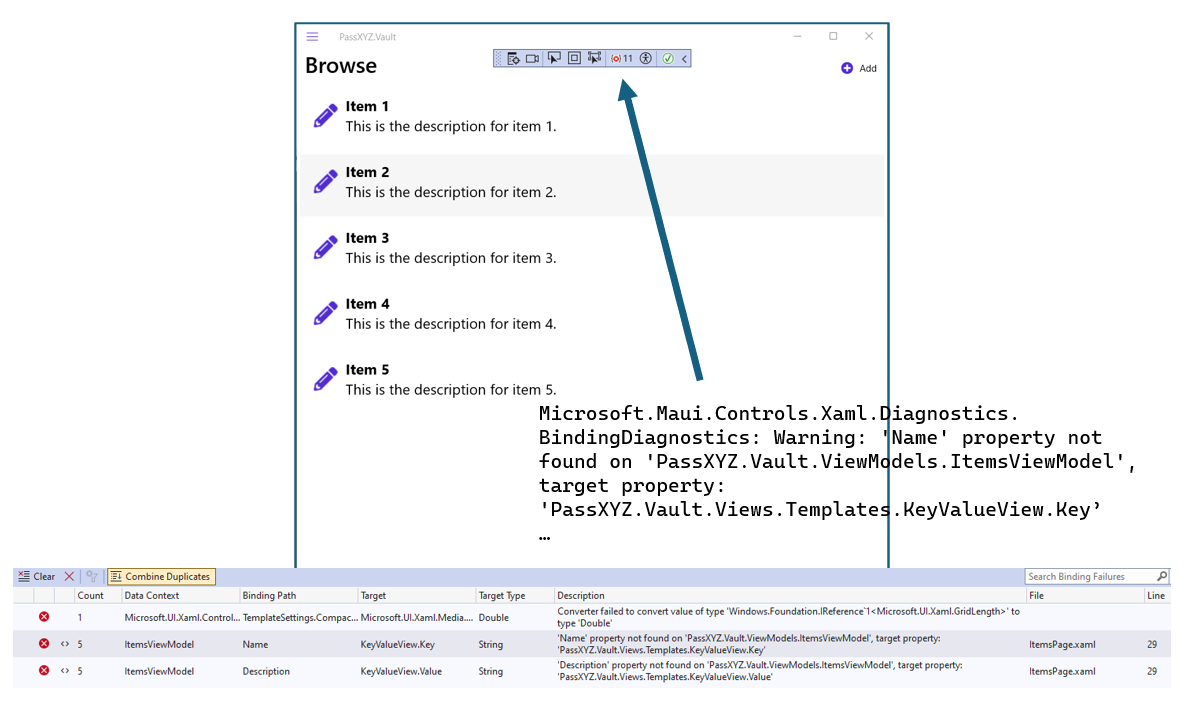 PassXYZ.Vault
Browse
11
Add
Item 1
This is the description for item 1.
Item 2
This is the description for item 2.
Item 3
This is the description for item 3.
Item 4
This is the description for item 4.
Item 5
This is the description for item 5.
Microsoft.Maui.Controls.Xaml.Diagnostics.
BindingDiagnostics: Warning: 'Name' property not
found on 'PassXYZ.Vault.ViewModels.ItemsViewModel',
target property:
'PassXYZ.Vault.Views.Templates.KeyValueView.Key’
…
Clear Combine Duplicates Search Binding Failures
Count Data Context Binding Path Target Target Type Description File Line
1 Microsoft.UI.Xaml.Control... TemplateSettings.Compac... Microsoft.UI.Xaml.Media.... Double Converter failed to convert value of type 'Windows.Foundation.IReference`1<Microsoft.UI.Xaml.GridLength>' to
type 'Double'
5 ItemsViewModel Name KeyValueView.Key String 'Name' property not found on 'PassXYZ.Vault.ViewModels.ItemsViewModel', target property:
'PassXYZ.Vault.Views.Templates.KeyValueView.Key' ItemsPage.xaml 29
5 ItemsViewModel Description KeyValueView.Value String 'Description' property not found on 'PassXYZ.Vault.ViewModels.ItemsViewModel', target property:
'PassXYZ.Vault.Views.Templates.KeyValueView.Value' ItemsPage.xaml 29